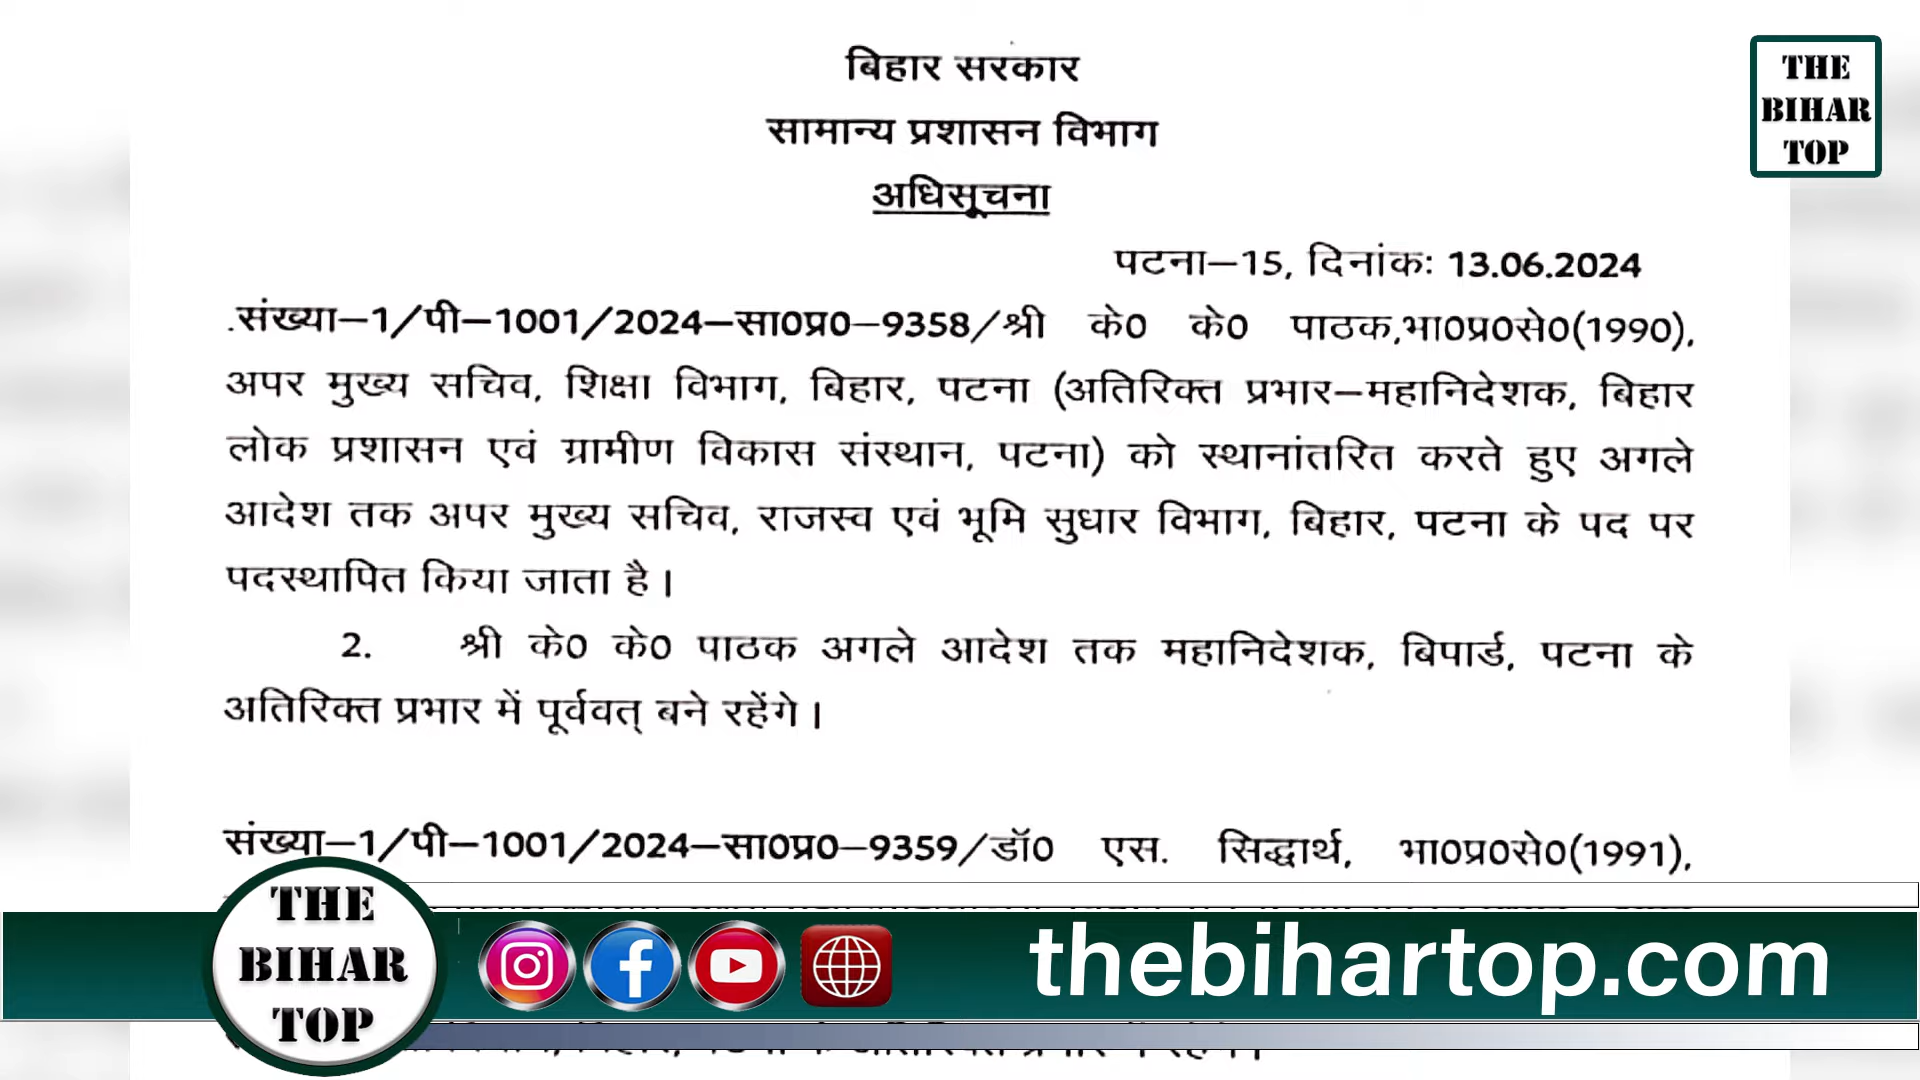 बिहार सरकार
सामान्य प्रशासन विभाग
अधिसूचना
पटना–15, दिनांकः 13.06.2024
.संख्या–1/पी–1001/2024–सा0प्र0–9358/श्री के0 के0 पाठक,भा0प्र0से0(1990),
अपर मुख्य सचिव, शिक्षा विभाग, बिहार, पटना (अतिरिक्त प्रभार–महानिदेशक, बिहार
लोक प्रशासन एवं ग्रामीण विकास संस्थान, पटना) को स्थानांतरित करते हुए अगले
आदेश तक अपर मुख्य सचिव, राजस्व एवं भूमि सुधार विभाग, बिहार, पटना के पद पर
पदस्थापित किया जाता है।
2. श्री के0 के0 पाठक अगले आदेश तक महानिदेशक, बिपार्ड, पटना के
अतिरिक्त प्रभार में पूर्ववत् बने रहेंगे।
संख्या–1/पी–1001/2024–सा0प्र0–9359/डॉ0 एस. सिद्धार्थ, भा0प्र0से0(1991),
THE
BIHAR
TOP
THE
BIHAR
TOP
thebihartop.com